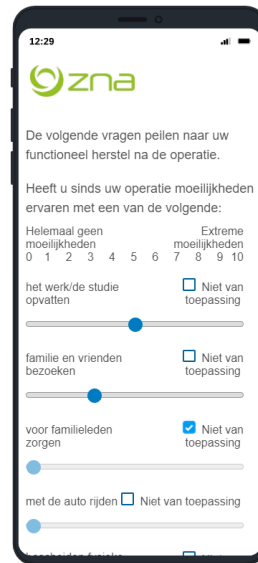 12:29
zna
De volgende vragen peilen naar uw
functioneel herstel na de operatie.
Heeft u sinds uw operatie moeilijkheden
ervaren met een van de volgende:
Helemaal geen moeilijkheden
Extreme moeilijkheden
0 1 2 3 4 5 6 7 8 9 10
het werk/de studie opvatten
Niet van toepassing
familie en vrienden bezoeken
Niet van toepassing
voor familieleden zorgen
Niet van toepassing
met de auto rijden Niet van toepassing